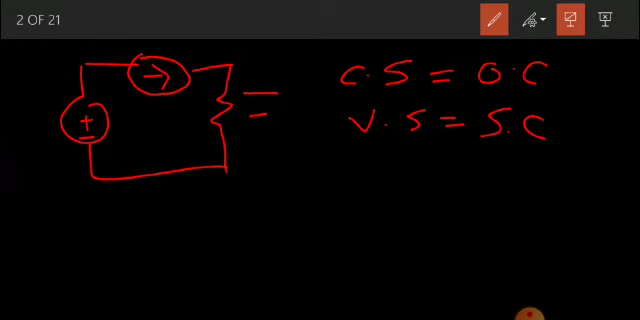 2 OF 21
C.S = O.C
V.S = S.C